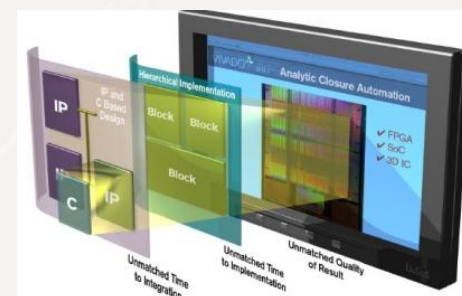 IP and
C Based
Design
IP
C
IP
Unmatched Time
to Integration
Hierarchical Implementation
Block
Block
Block
Unmatched Time
to Implementation
VIVADO
Analytic Closure Automation
✔ FPGA
✔ SoC
✔ 3D IC
Unmatched Quality
of Result